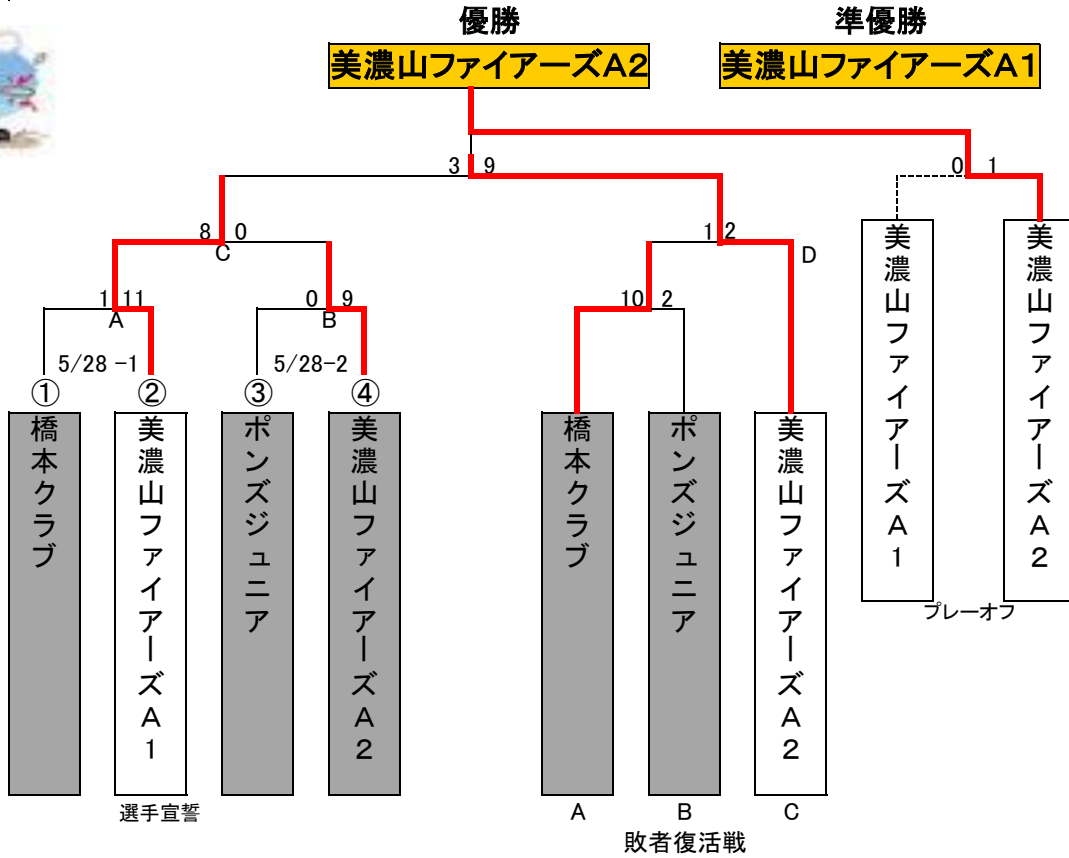 優勝
準優勝
美濃山ファイアーズA2
美濃山ファイアーズA1
3 9
0 1
8 0
C
1 2
D
1 11
A
0 9
B
10 2
5/28 -1
5/28-2
① ② ③ ④
橋本クラブ
美濃山ファイアーズA1
ポンズジュニア
美濃山ファイアーズA2
橋本クラブ
ポンズジュニア
美濃山ファイアーズA2
美濃山ファイアーズA1
美濃山ファイアーズA2
プレーオフ
選手宣誓
A B C
敗者復活戦